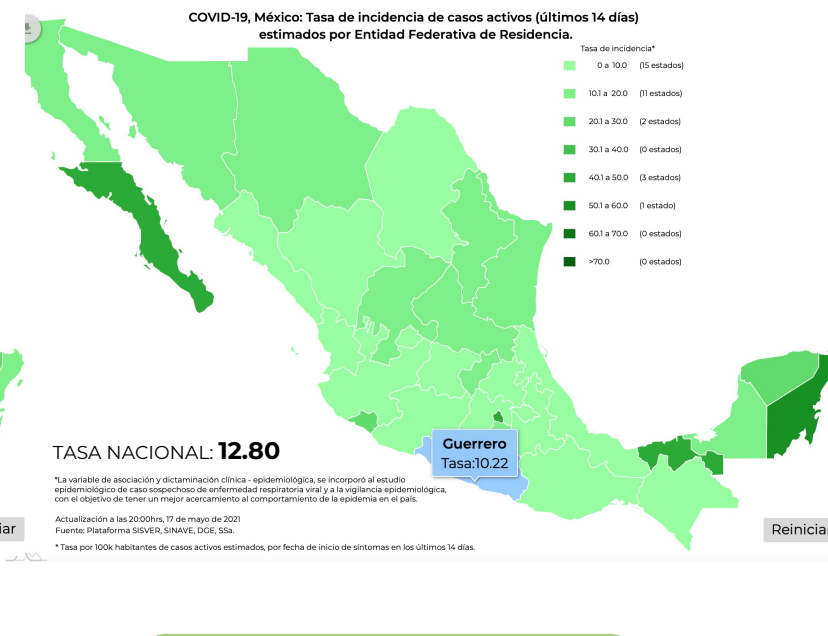 COVID-19, México: Tasa de incidencia de casos activos (últimos 14 días)
estimados por Entidad Federativa de Residencia.
Tasa de incidencia*
0 a 10.0 (15 estados)
10.1 a 20.0 (11 estados)
20.1 a 30.0 (2 estados)
30.1 a 40.0 (0 estados)
40.1 a 50.0 (3 estados)
50.1 a 60.0 (1 estado)
60.1 a 70.0 (0 estados)
>70.0 (0 estados)
Guerrero
Tasa:10.22
TASA NACIONAL: 12.80
*La variable de asociación y dictaminación clínica - epidemiológica, se incorporó al estudio
epidemiológico de caso sospechoso de enfermedad respiratoria viral y a la vigilancia epidemiológica,
con el objetivo de tener un mejor acercamiento al comportamiento de la epidemia en el país.
Actualización a las 20:00hrs, 17 de mayo de 2021
Fuente: Plataforma SISVER, SINAVE, DGE, SSa.
* Tasa por 100k habitantes de casos activos estimados, por fecha de inicio de síntomas en los últimos 14 días.
iar
Reiniciar